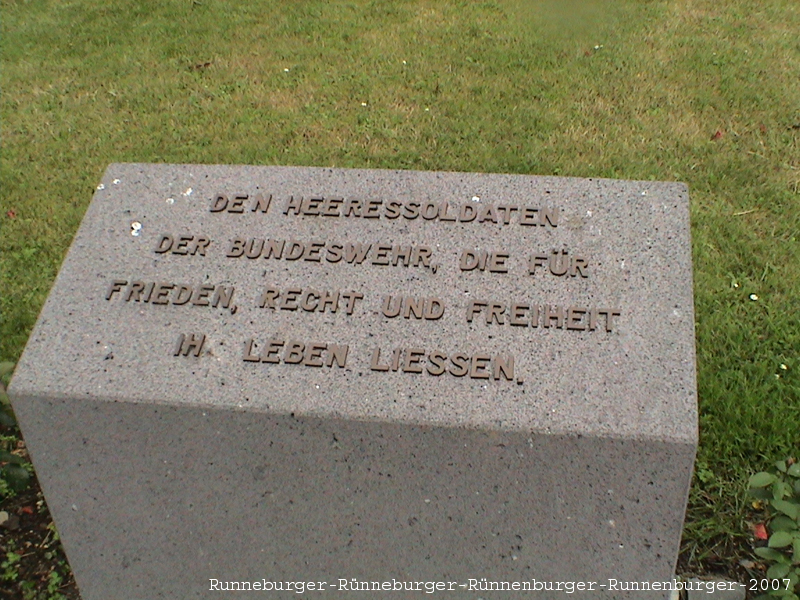 DEN HEERESSOLDATEN
DER BUNDESWEHR, DIE FÜR
FRIEDEN, RECHT UND FREIHEIT
IH LEBEN LIESSEN.
Runneburger-Rünneburger-Rünnenburger-Runnenburger-2007